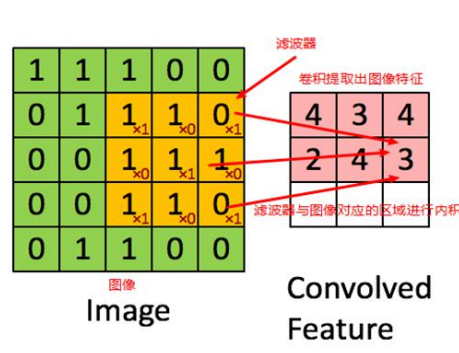 滤波器
卷积提取出图像特征
1 1 1 0 0
0 1 1×1 1×0 0×1
0 0 1×0 1×1 1×0
0 0 1×1 1×0 0×1
0 1 1 0 0
4 3 4
2 4 3
滤波器与图像对应的区域进行内积
图像
Image
Convolved
Feature